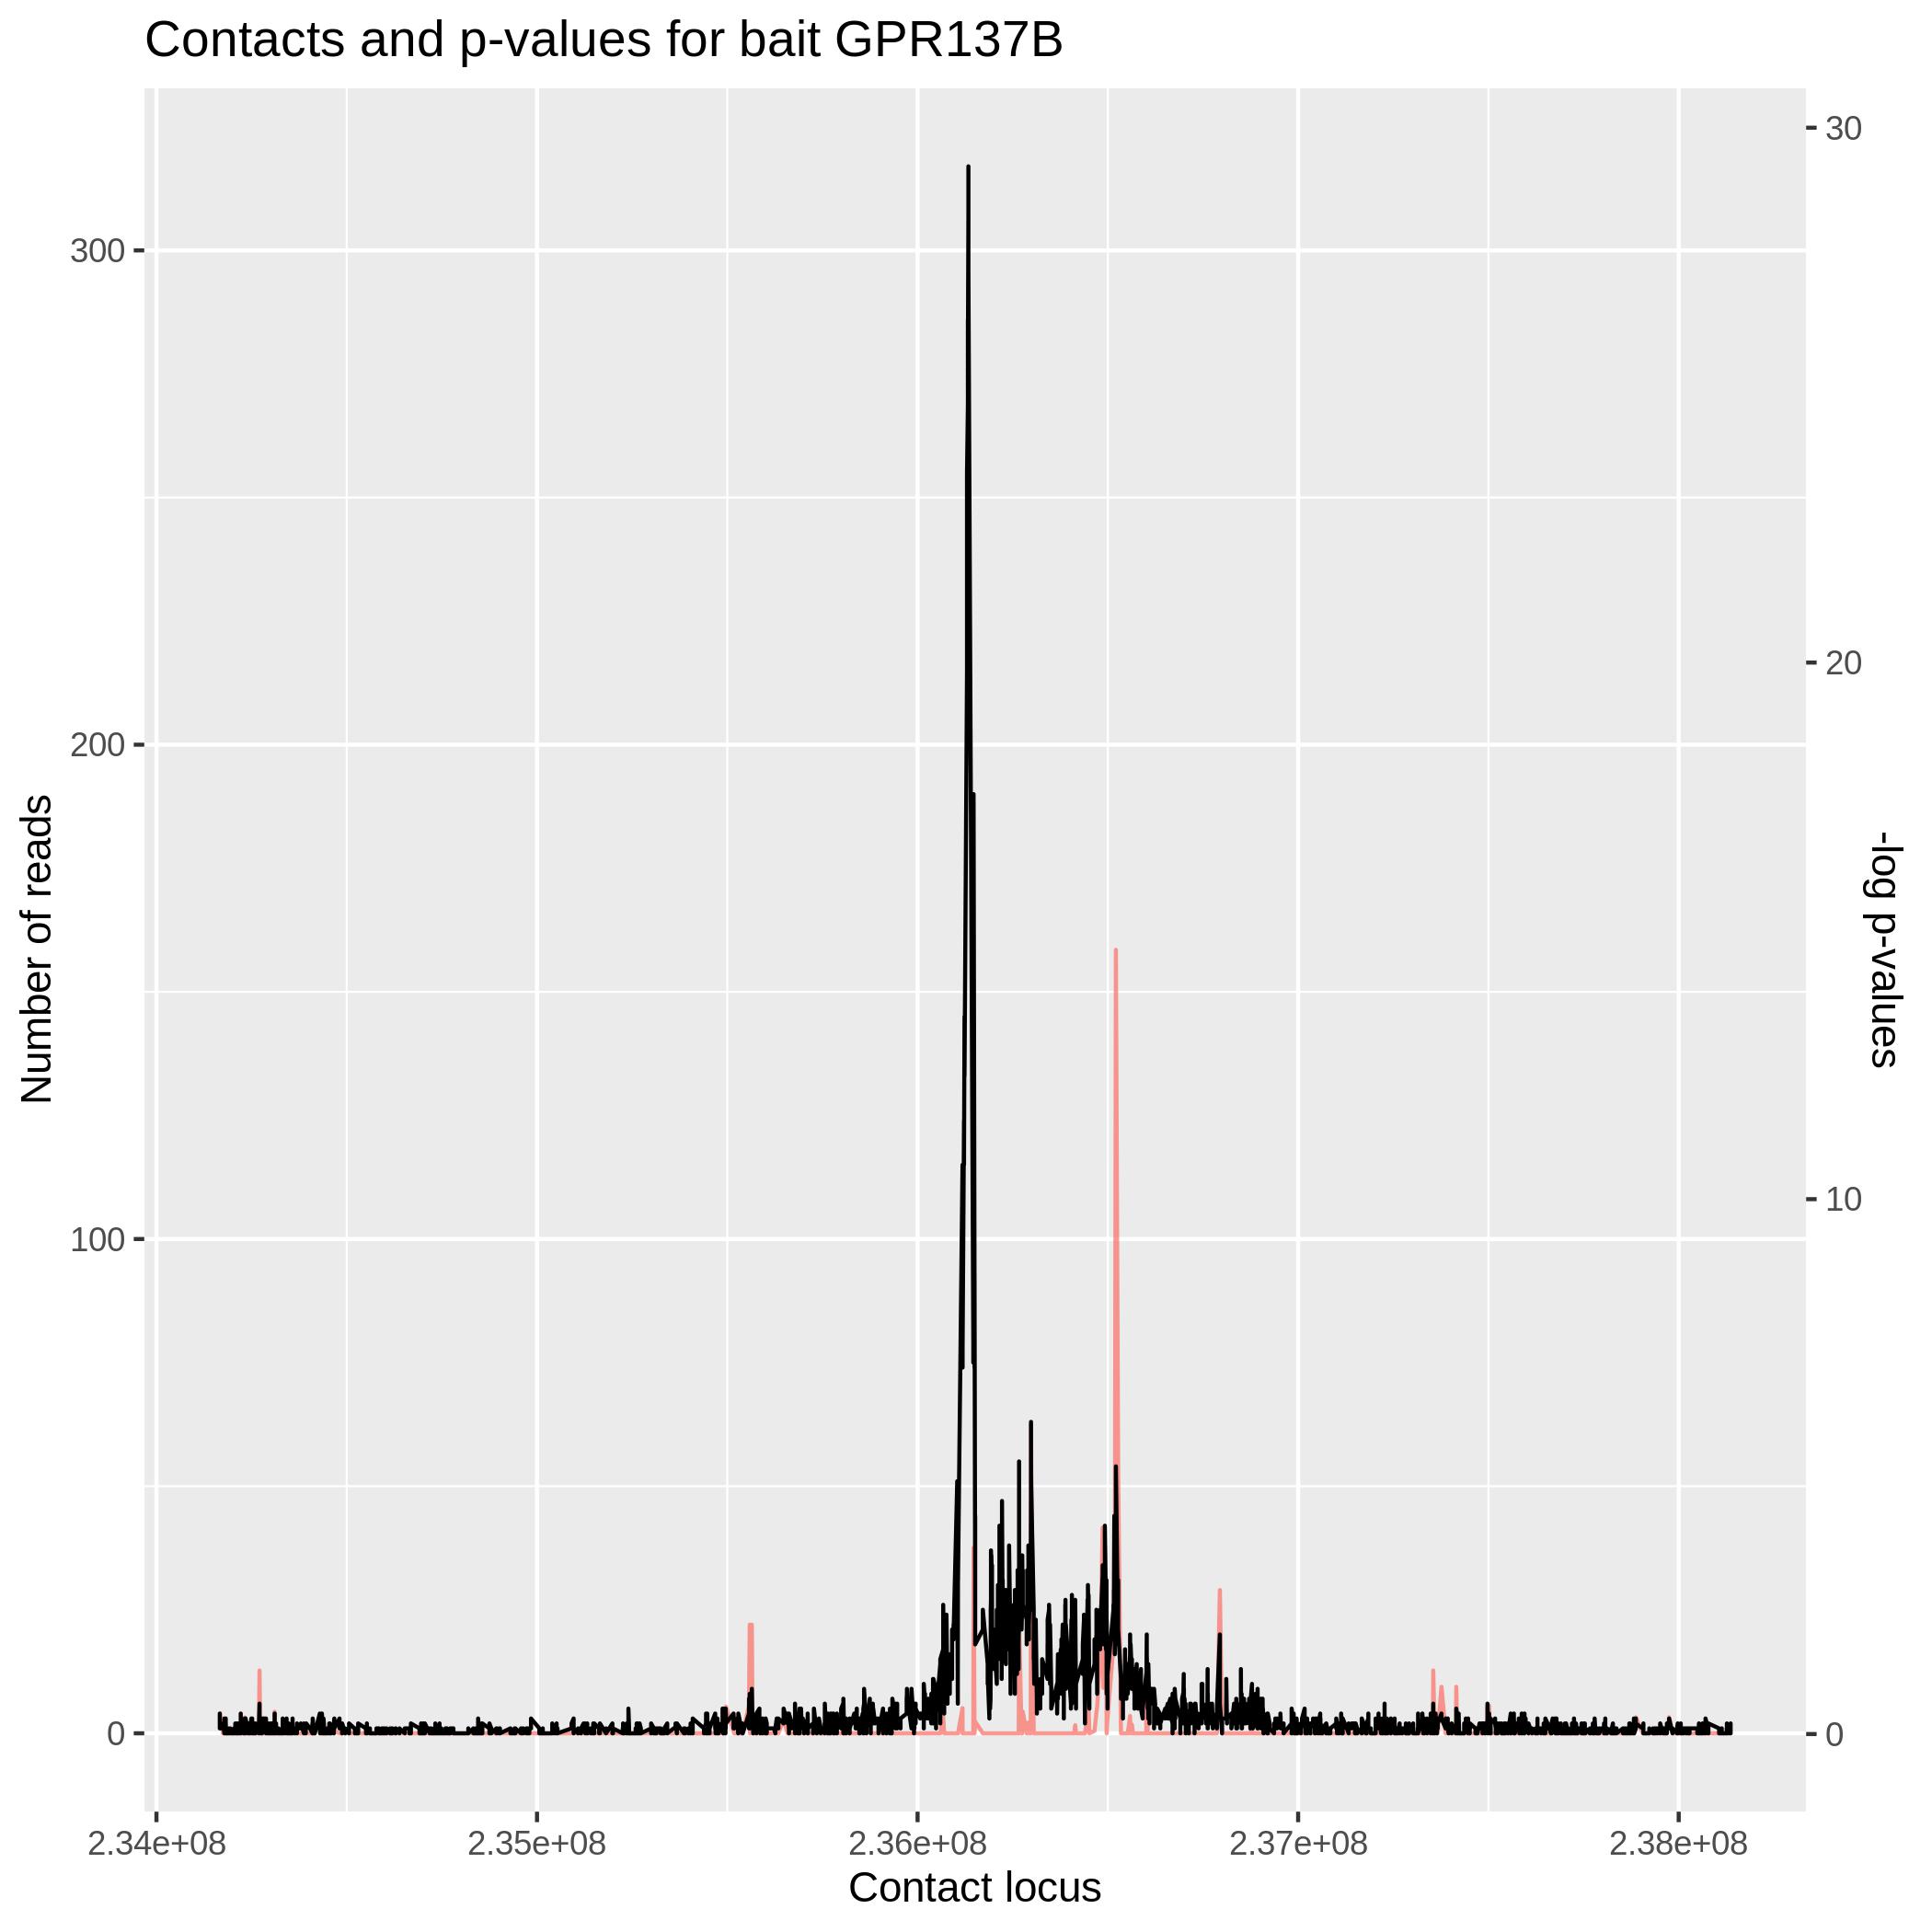 Contacts and p-values for bait GPR137B
300
200
100
0
Number of reads
30
20
10
0
-log p-values
2.34e+08
2.35e+08
2.36e+08
2.37e+08
2.38e+08
Contact locus